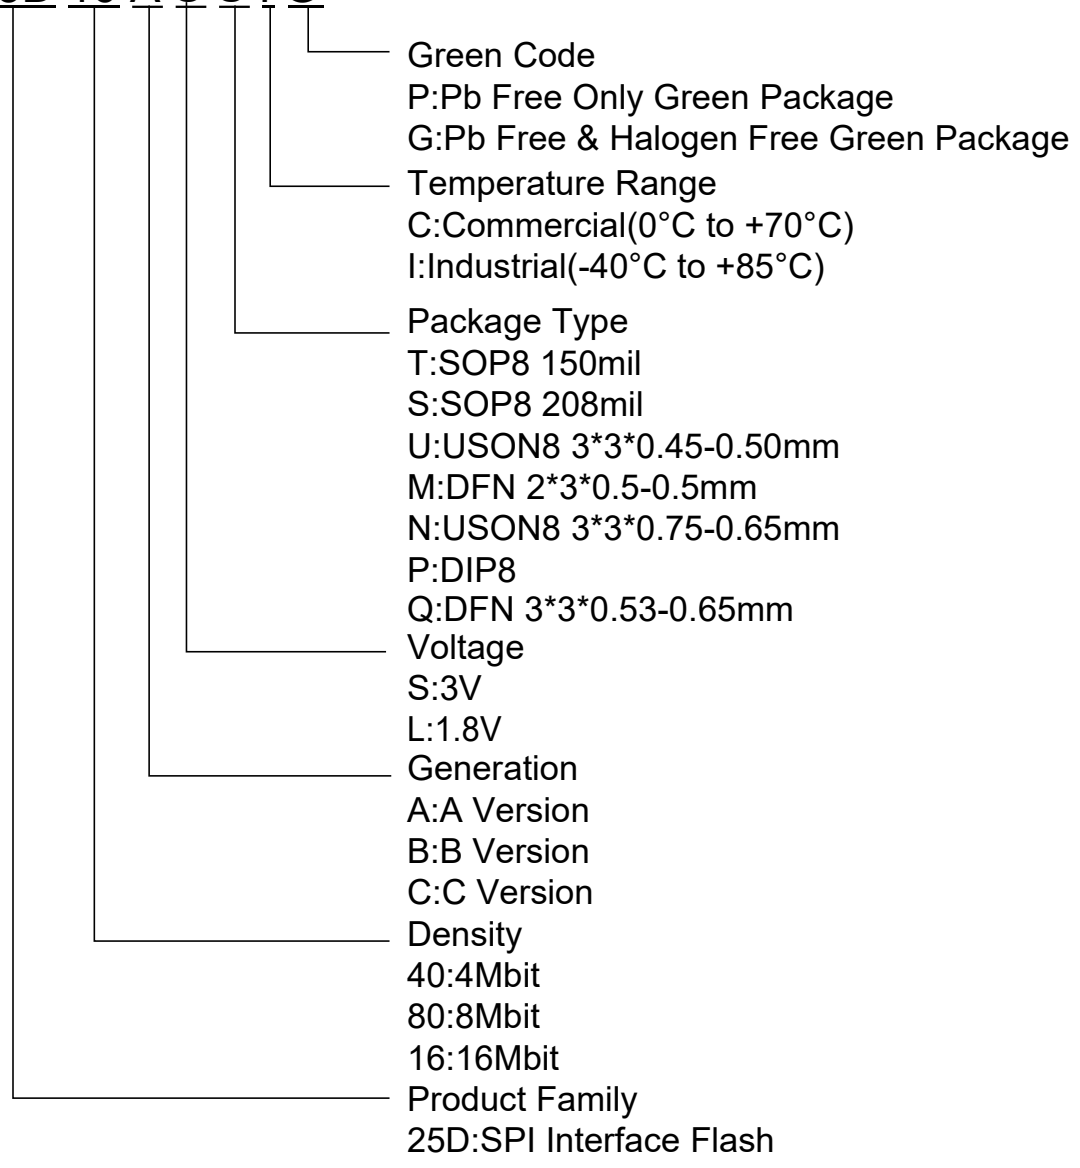 Green Code
P:Pb Free Only Green Package
G:Pb Free & Halogen Free Green Package
Temperature Range
C:Commercial(0°C to +70°C)
I:Industrial(-40°C to +85°C)
Package Type
T:SOP8 150mil
S:SOP8 208mil
U:USON8 3*3*0.45-0.50mm
M:DFN 2*3*0.5-0.5mm
N:USON8 3*3*0.75-0.65mm
P:DIP8
Q:DFN 3*3*0.53-0.65mm
Voltage
S:3V
L:1.8V
Generation
A:A Version
B:B Version
C:C Version
Density
40:4Mbit
80:8Mbit
16:16Mbit
Product Family
25D:SPI Interface Flash